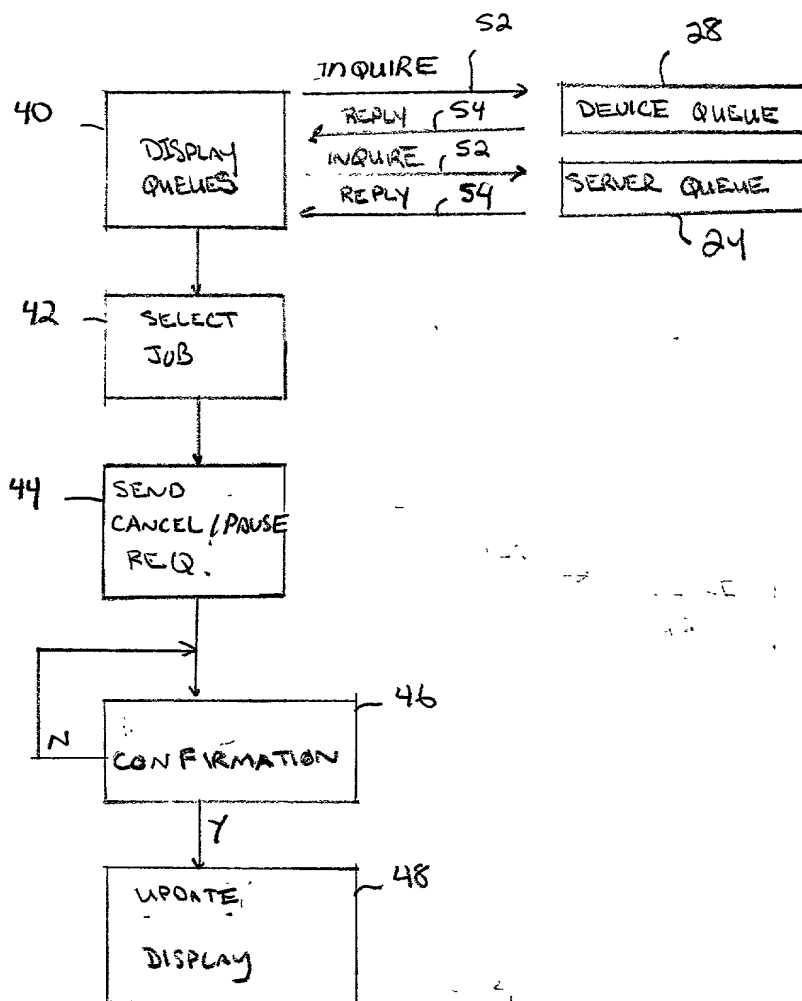 52
28
INQUIRE
40
DISPLAY
QUEUES
REPLY 54
DEVICE QUEUE
INQUIRE 52
REPLY 54
SERVER QUEUE
24
42
SELECT
JOB
44
SEND
CANCEL/PAUSE
REQ.
46
N
CONFIRMATION
Y
48
UPDATE
DISPLAY